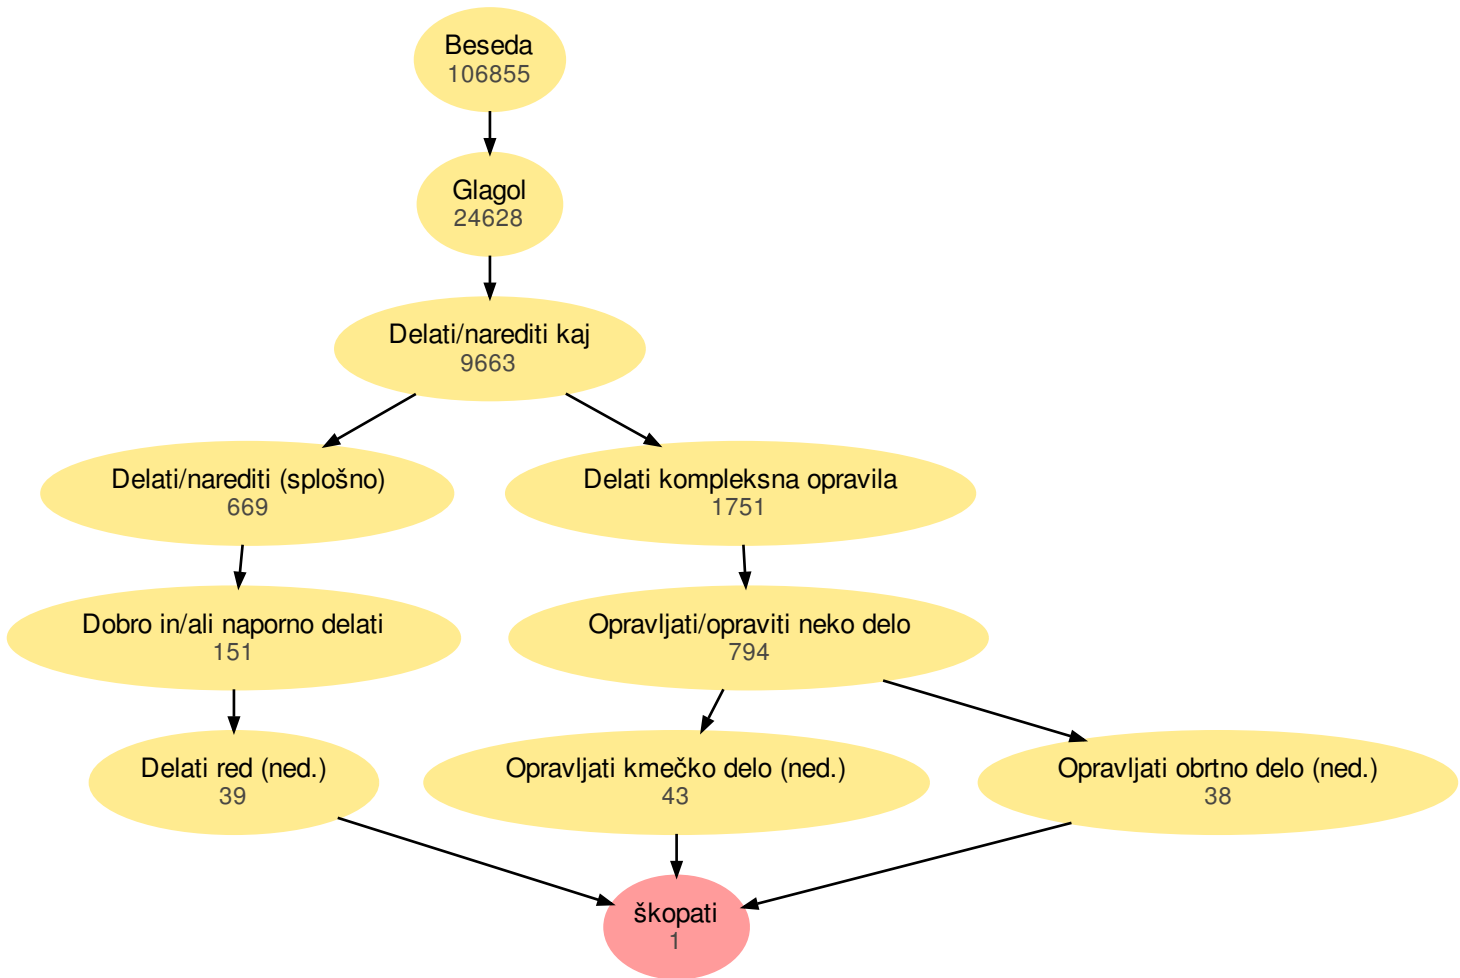 Beseda
106855
Glagol
24628
Delati/narediti kaj
9663
Delati/narediti (splošno)
669
Delati kompleksna opravila
1751
Dobro in/ali naporno delati
151
Opravljati/opraviti neko delo
794
Delati red (ned.)
39
Opravljati kmečko delo (ned.)
43
Opravljati obrtno delo (ned.)
38
škopati
1